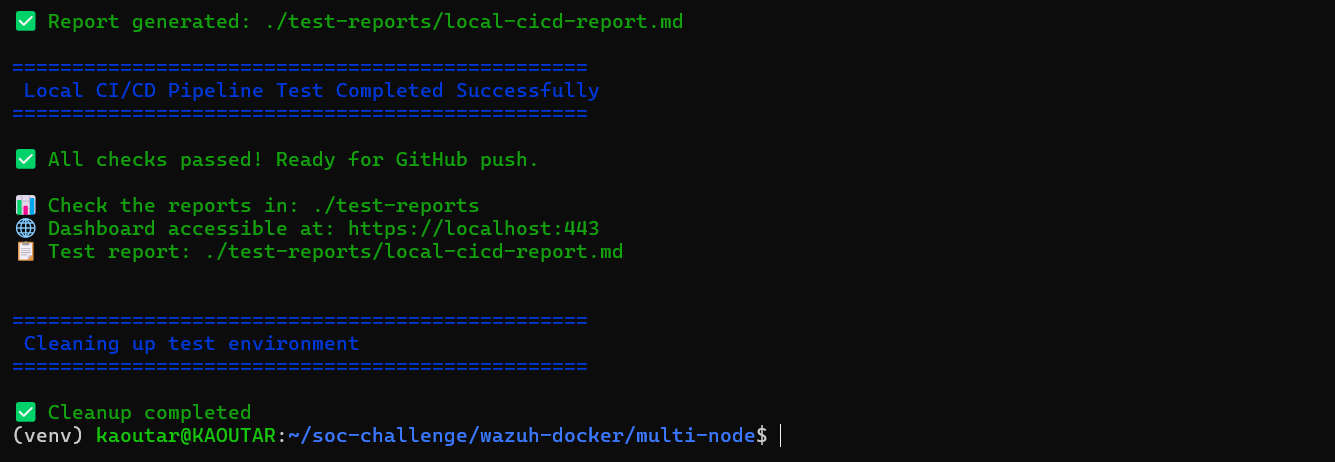 ✅ Report generated: ./test-reports/local-cicd-report.md
================================================
Local CI/CD Pipeline Test Completed Successfully
================================================
✅ All checks passed! Ready for GitHub push.
📊 Check the reports in: ./test-reports
🌐 Dashboard accessible at: https://localhost:443
📋 Test report: ./test-reports/local-cicd-report.md
================================================
Cleaning up test environment
================================================
✅ Cleanup completed
(venv) kaoutar@KAOUTAR:~/soc-challenge/wazuh-docker/multi-node$